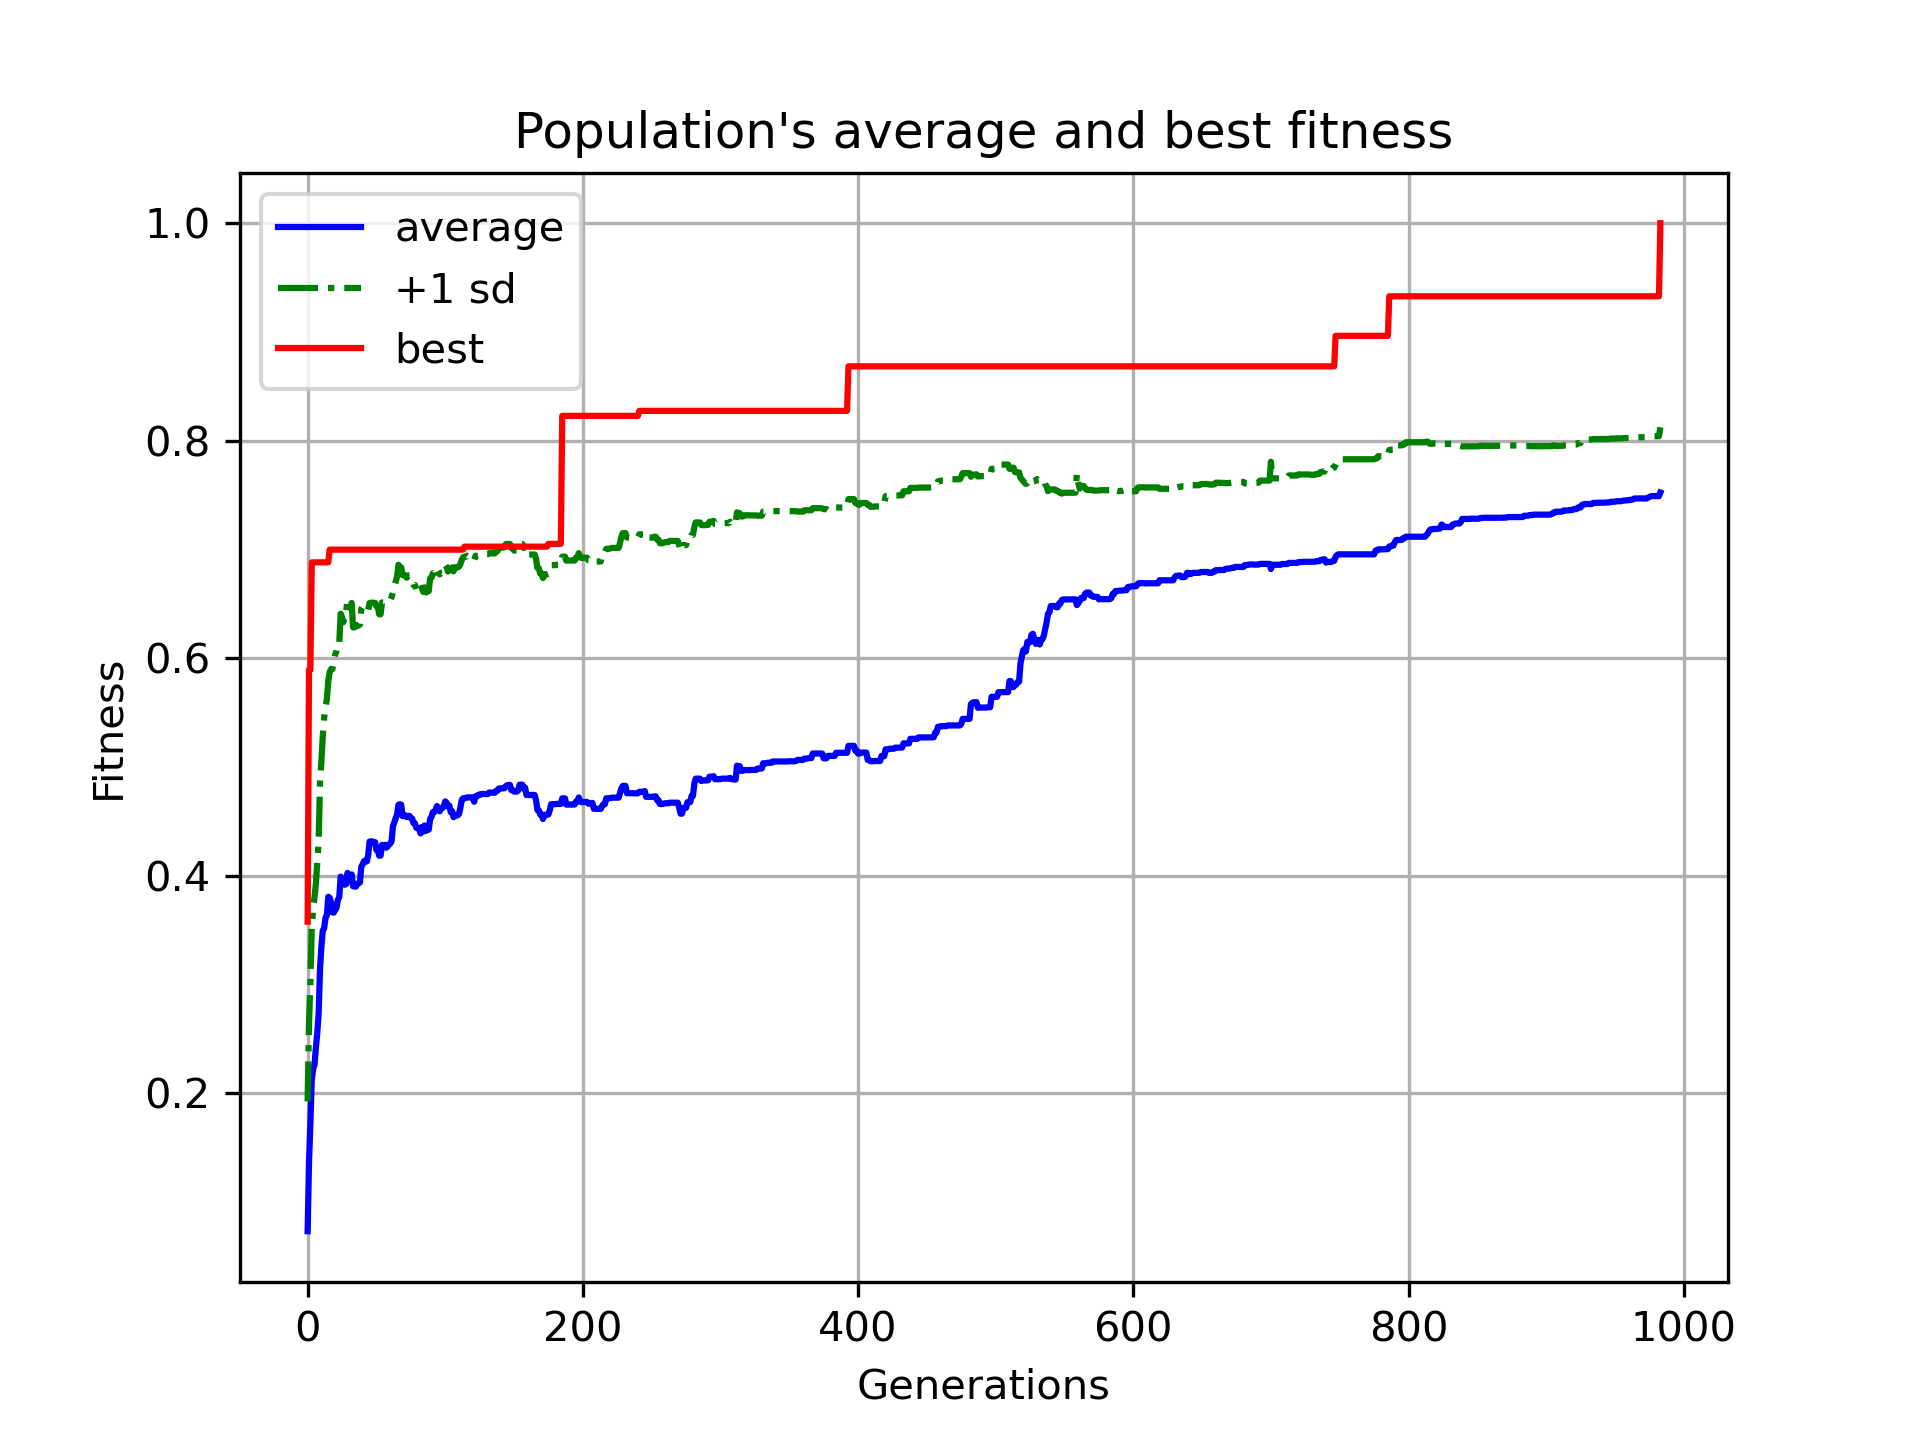 Population's average and best fitness
average
+1 sd
best
1.0
0.8
0.6
0.4
0.2
Fitness
0 200 400 600 800 1000
Generations